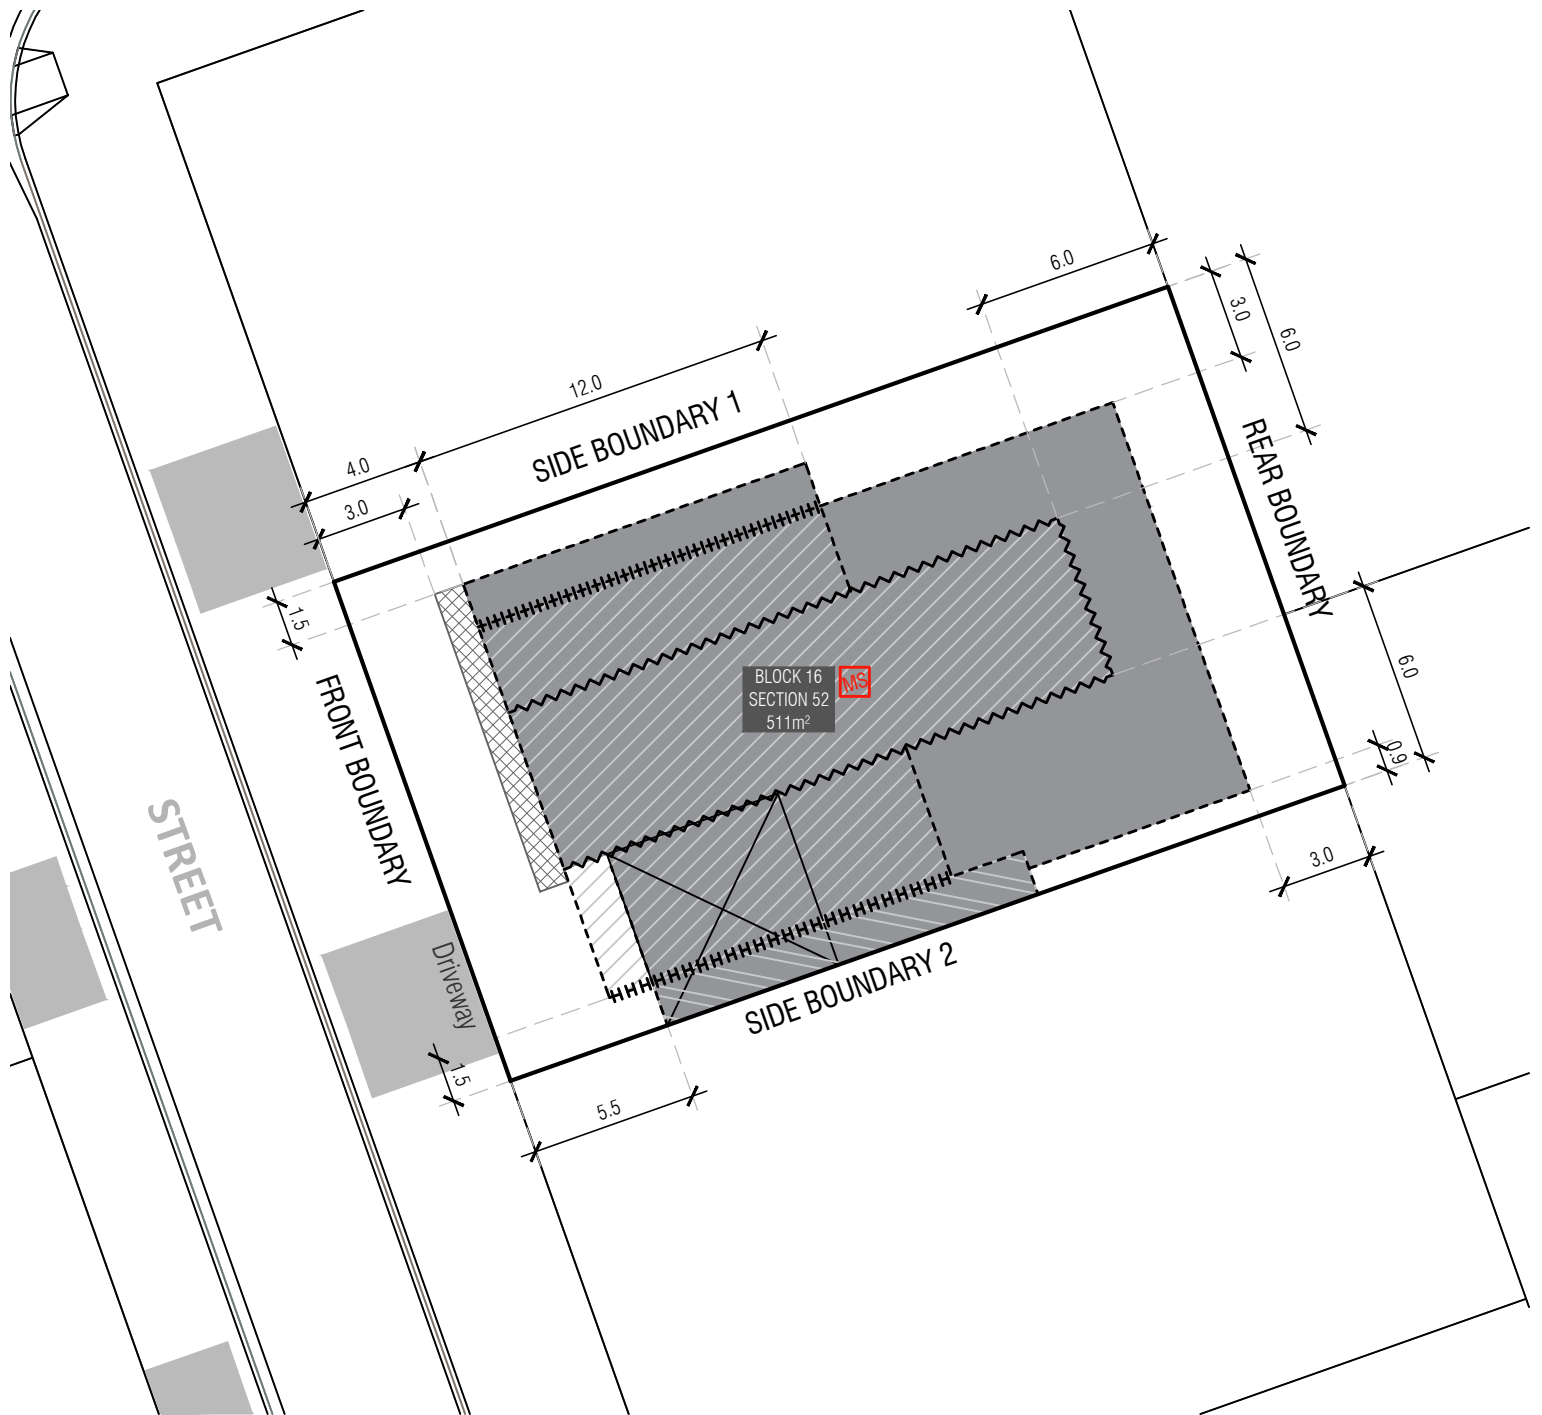 6.0
3.0
6.0
12.0
SIDE BOUNDARY 1
4.0
3.0
REAR BOUNDARY
1.5
BLOCK 16
SECTION 52
511m²
MS
6.0
FRONT BOUNDARY
0.9
STREET
3.0
Driveway
SIDE BOUNDARY 2
1.5
5.5